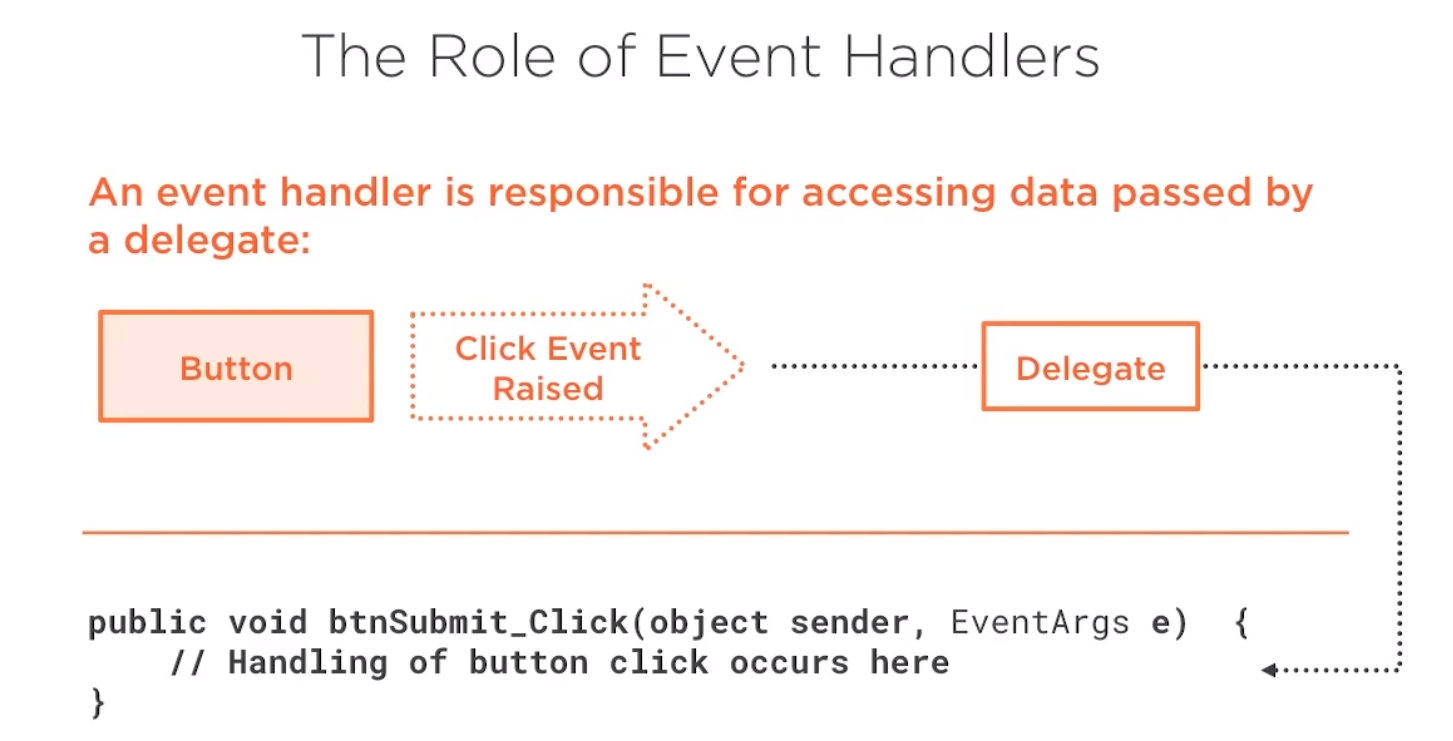 The Role of Event Handlers
An event handler is responsible for accessing data passed by
a delegate:
Button
Click Event
Raised
Delegate
public void btnSubmit_Click(object sender, EventArgs e)  {
    // Handling of button click occurs here
}